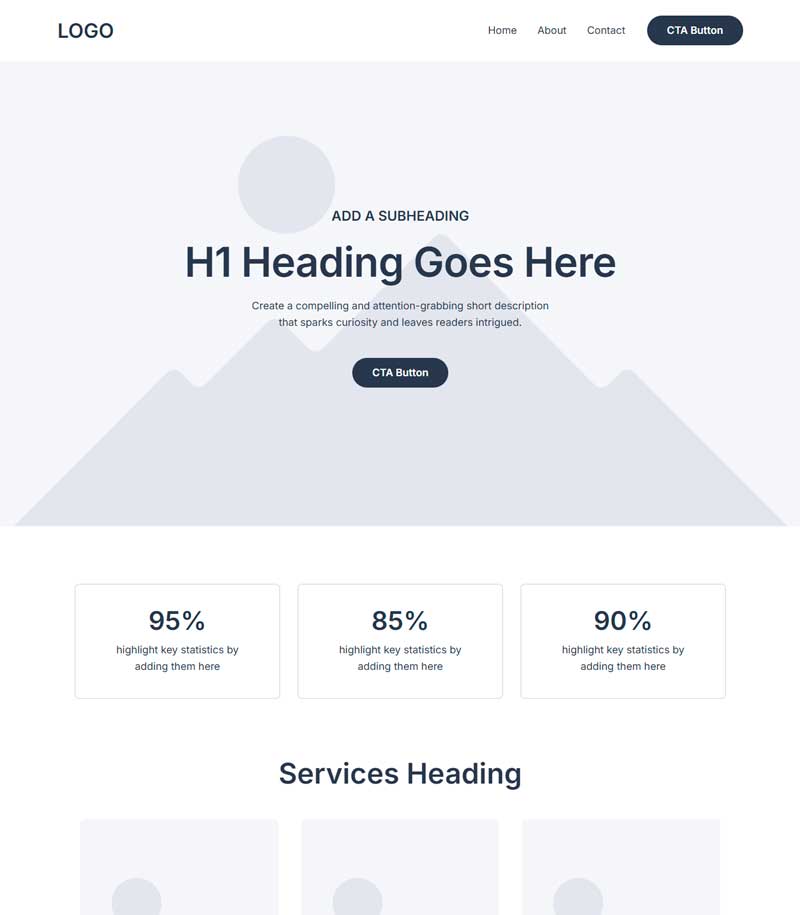 LOGO
Home About Contact CTA Button
ADD A SUBHEADING
H1 Heading Goes Here
Create a compelling and attention-grabbing short description
that sparks curiosity and leaves readers intrigued.
CTA Button
95%
highlight key statistics by
adding them here
85%
highlight key statistics by
adding them here
90%
highlight key statistics by
adding them here
Services Heading